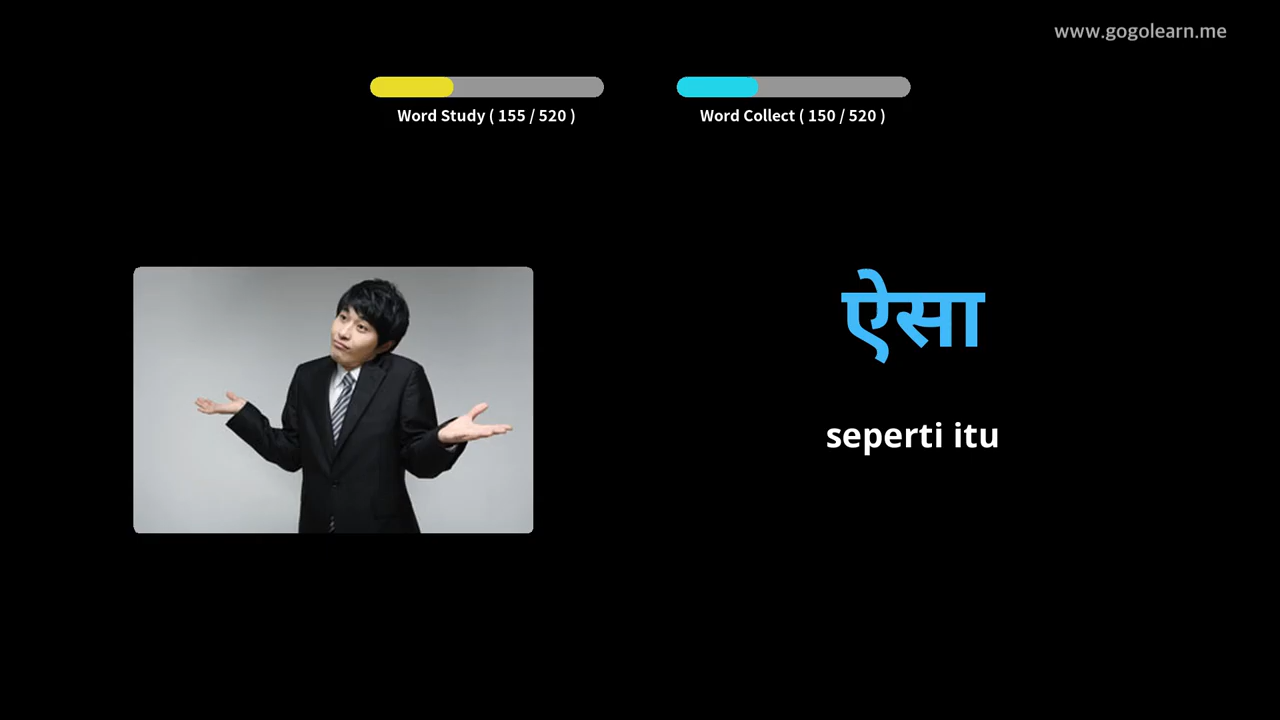 www.gogolearn.me
Word Study ( 155 / 520 )
Word Collect ( 150 / 520 )
ऐसा
seperti itu